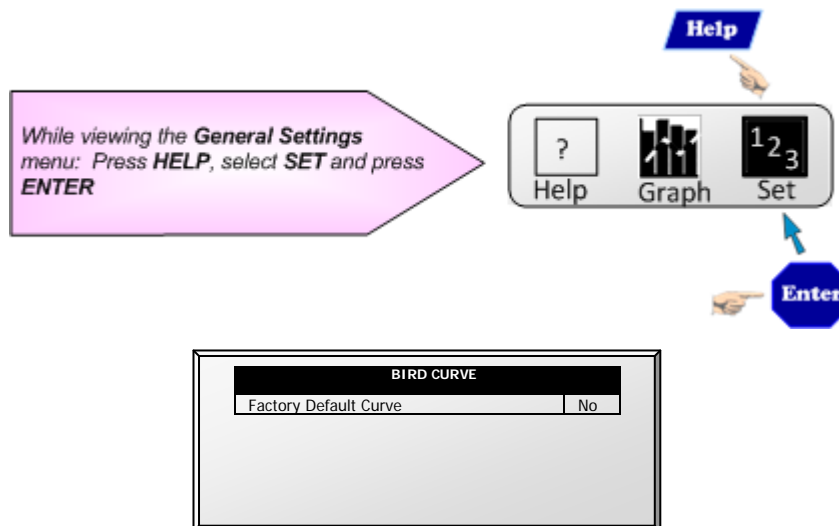 Help
While viewing the General Settings
menu: Press HELP, select SET and press
ENTER
?
1 2 3
Help Graph Set
Enter
BIRD CURVE
Factory Default Curve No